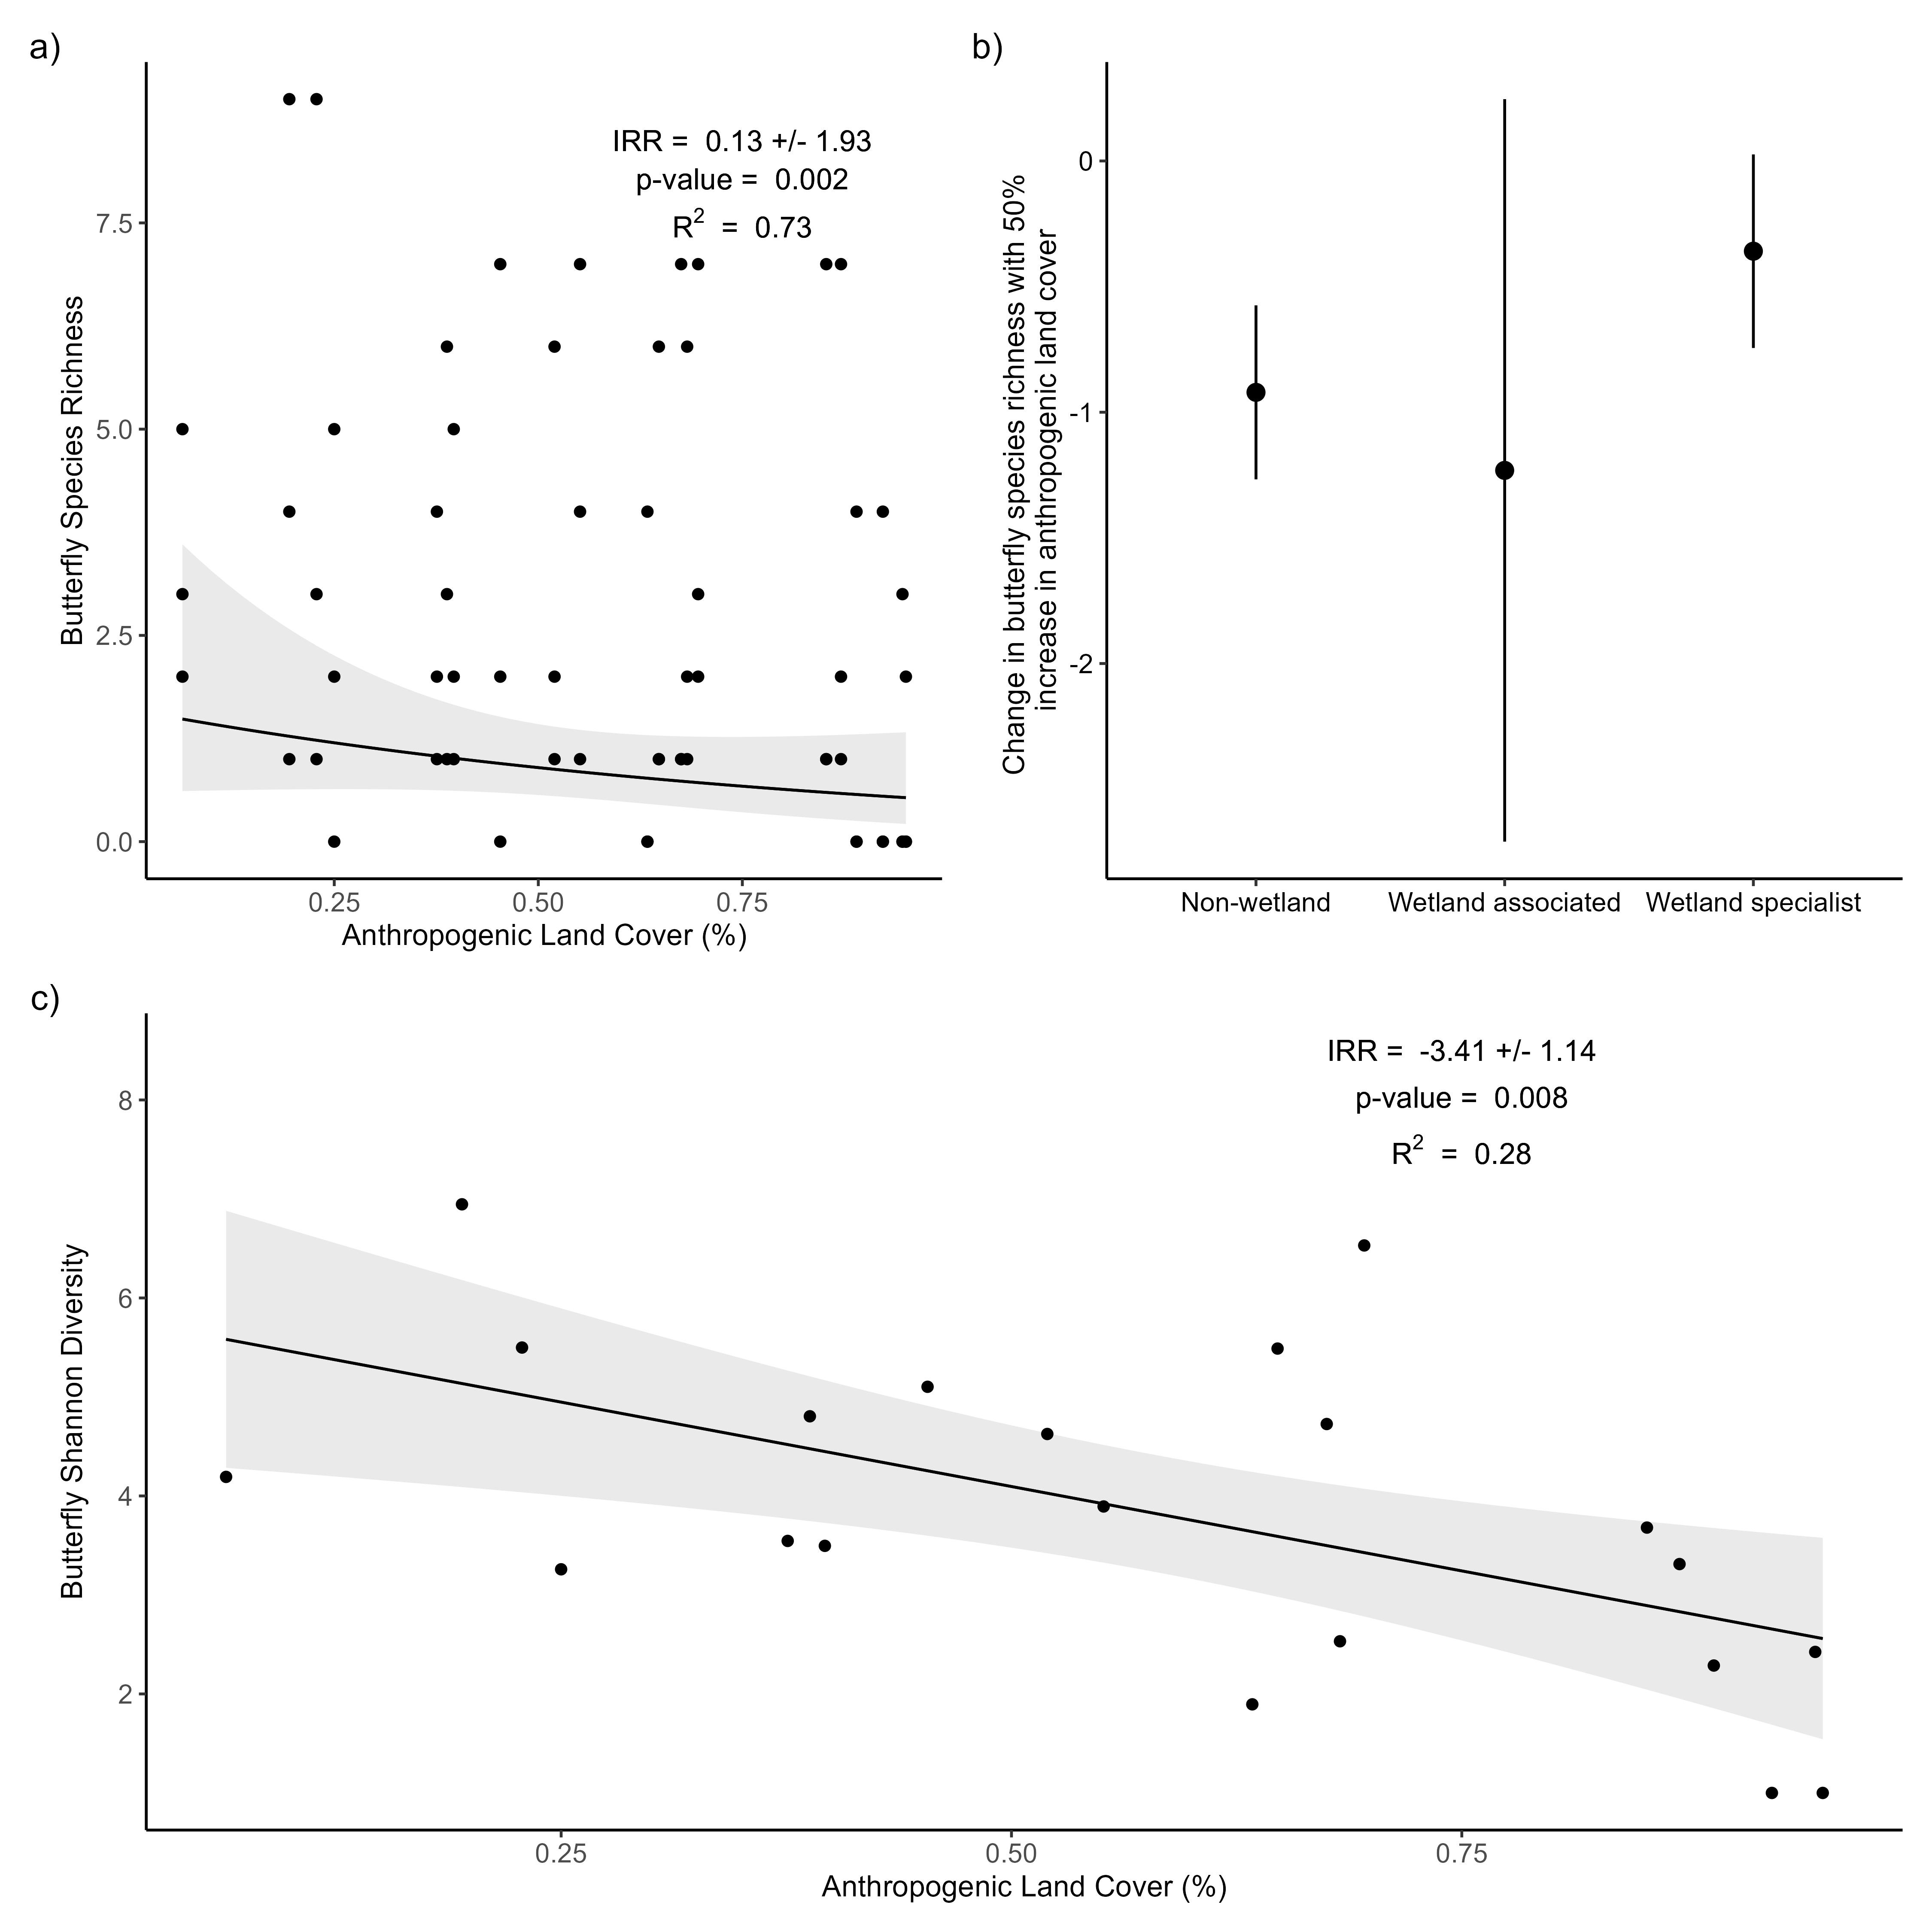 a)
IRR = 0.13 +/- 1.93
p-value = 0.002
R² = 0.73
Butterfly Species Richness
7.5
5.0
2.5
0.0
0.25 0.50 0.75
Anthropogenic Land Cover (%)
b)
Change in butterfly species richness with 50%
increase in anthropogenic land cover
0
-1
-2
Non-wetland Wetland associated Wetland specialist
c)
IRR = -3.41 +/- 1.14
p-value = 0.008
R² = 0.28
Butterfly Shannon Diversity
8
6
4
2
0.25 0.50 0.75
Anthropogenic Land Cover (%)